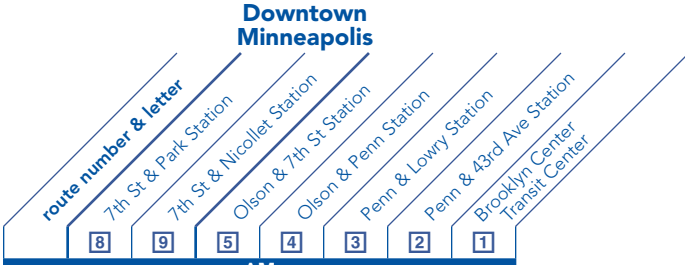 Downtown
Minneapolis
route number & letter
7th St & Park Station
7th St & Nicollet Station
Olson & 7th St Station
Olson & Penn Station
Penn & Lowry Station
Penn & 43rd Ave Station
Brooklyn Center
Transit Center
8 9 5 4 3 2 1